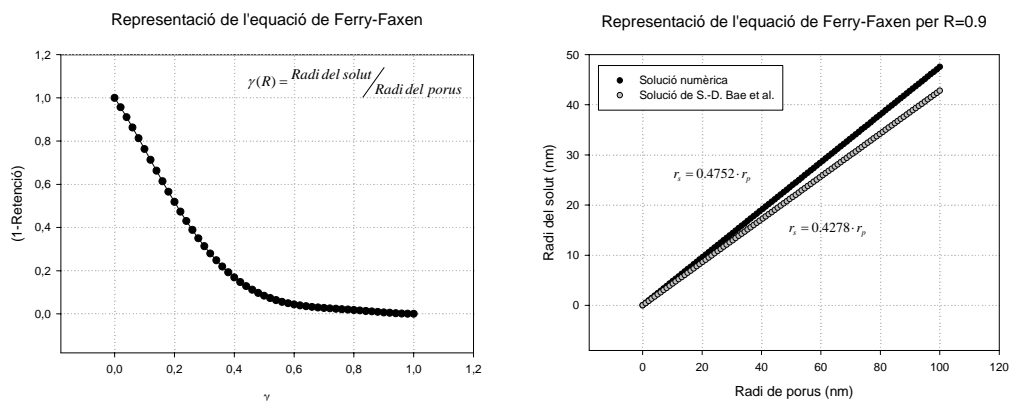 Representació de l'equació de Ferry-Faxen
γ(R) = Radi del solut / Radi del porus
(1-Retenció)
1,2
1,0
0,8
0,6
0,4
0,2
0,0
0,0 0,2 0,4 0,6 0,8 1,0 1,2
γ
Representació de l'equació de Ferry-Faxen per R=0.9
Solució numèrica
Solució de S.-D. Bae et al.
Radi del solut (nm)
50
40
30
20
10
0
r_s = 0.4752 · r_p
r_s = 0.4278 · r_p
0 20 40 60 80 100 120
Radi de porus (nm)